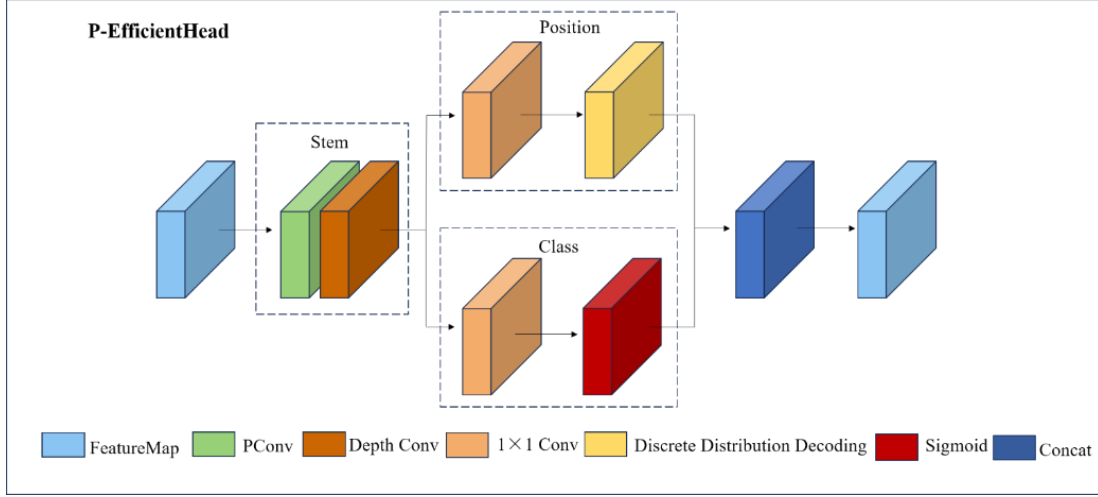 P-EfficientHead
Position
Stem
Class
FeatureMap
PConv
Depth Conv
1×1 Conv
Discrete Distribution Decoding
Sigmoid
Concat